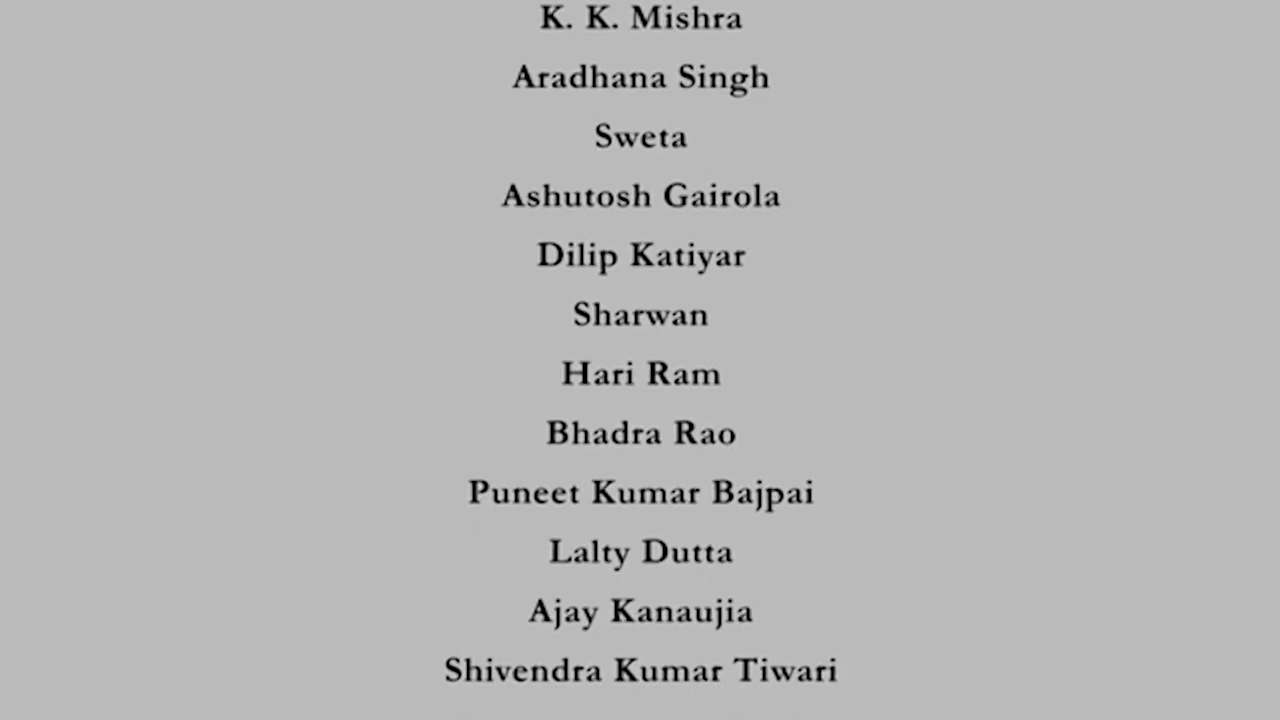 K. K. Mishra
Aradhana Singh
Sweta
Ashutosh Gairola
Dilip Katiyar
Sharwan
Hari Ram
Bhadra Rao
Puneet Kumar Bajpai
Lalty Dutta
Ajay Kanaujia
Shivendra Kumar Tiwari